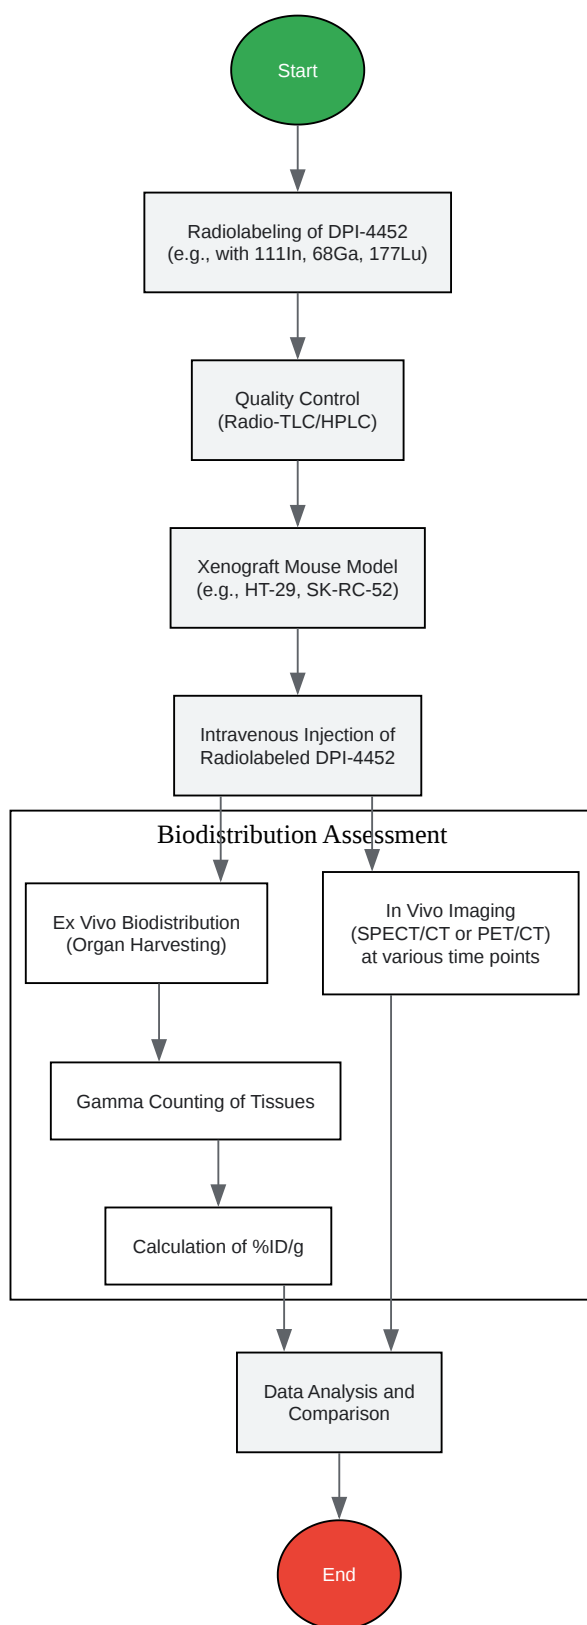 Start
Radiolabeling of DPI-4452
(e.g., with 111In, 68Ga, 177Lu)
Quality Control
(Radio-TLC/HPLC)
Xenograft Mouse Model
(e.g., HT-29, SK-RC-52)
Intravenous Injection of
Radiolabeled DPI-4452
Biodistribution Assessment
Ex Vivo Biodistribution
(Organ Harvesting)
In Vivo Imaging
(SPECT/CT or PET/CT)
at various time points
Gamma Counting of Tissues
Calculation of %ID/g
Data Analysis and
Comparison
End